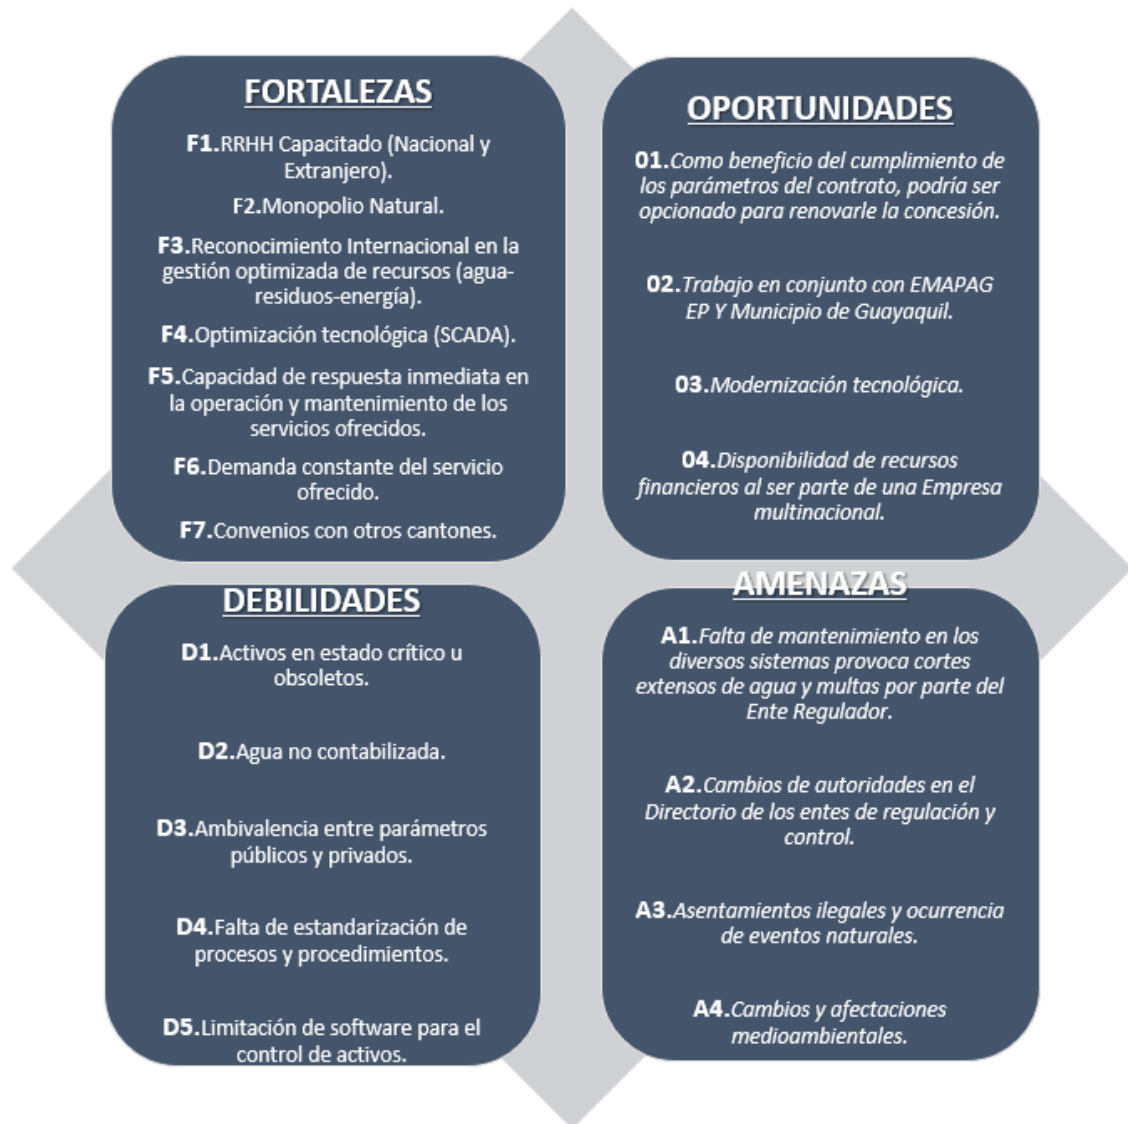 FORTALEZAS
F1.RRHH Capacitado (Nacional y
Extranjero).
F2.Monopolio Natural.
F3.Reconocimiento Internacional en la
gestión optimizada de recursos (agua-
residuos-energía).
F4.Optimización tecnológica (SCADA).
F5.Capacidad de respuesta inmediata en
la operación y mantenimiento de los
servicios ofrecidos.
F6.Demanda constante del servicio
ofrecido.
F7.Convenios con otros cantones.
OPORTUNIDADES
01.Como beneficio del cumplimiento de
los parámetros del contrato, podría ser
opcionado para renovarle la concesión.
02.Trabajo en conjunto con EMAPAG
EP Y Municipio de Guayaquil.
03.Modernización tecnológica.
04.Disponibilidad de recursos
financieros al ser parte de una Empresa
multinacional.
DEBILIDADES
D1.Activos en estado crítico u
obsoletos.
D2.Agua no contabilizada.
D3.Ambivalencia entre parámetros
públicos y privados.
D4.Falta de estandarización de
procesos y procedimientos.
D5.Limitación de software para el
control de activos.
AMENAZAS
A1.Falta de mantenimiento en los
diversos sistemas provoca cortes
extensos de agua y multas por parte del
Ente Regulador.
A2.Cambios de autoridades en el
Directorio de los entes de regulación y
control.
A3.Asentamientos ilegales y ocurrencia
de eventos naturales.
A4.Cambios y afectaciones
medioambientales.